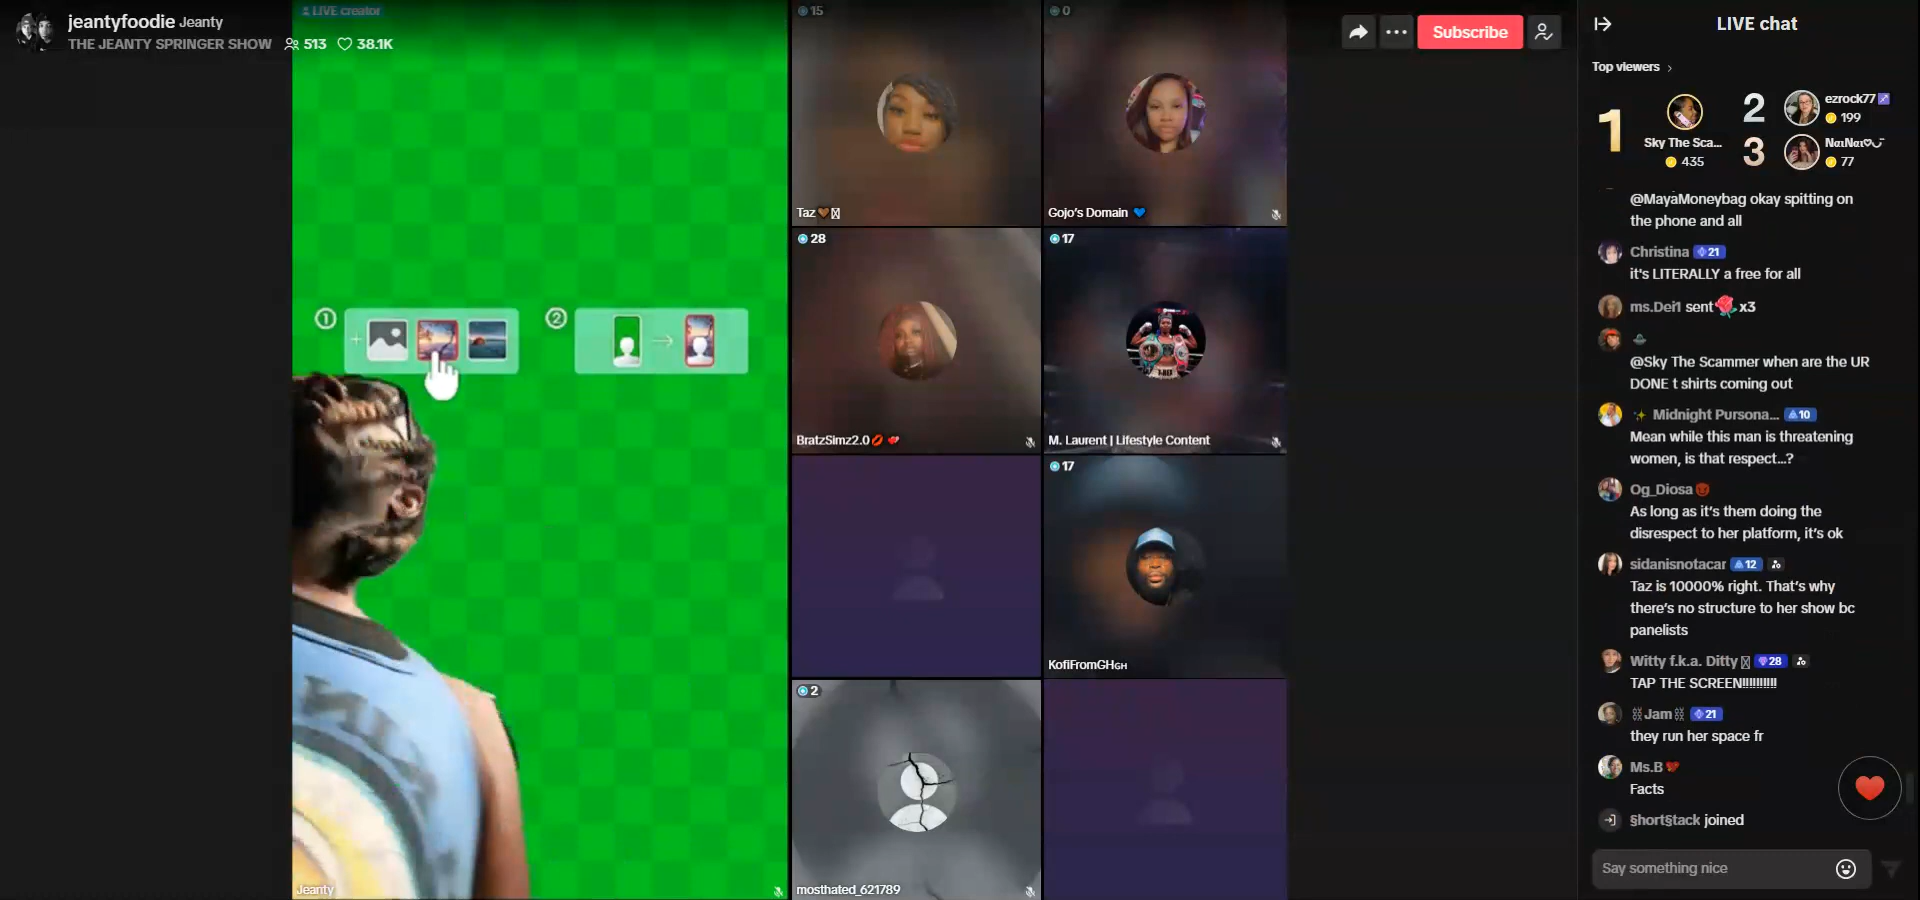 jeantyfoodie Jeanty
THE JEANTY SPRINGER SHOW 513 38.1K
LIVE creator
Subscribe
1
2
Jeanty
15
Taz
0
Gojo's Domain
28
BratzSimz2.0
17
M. Laurent | Lifestyle Content
17
KofiFromGHGH
2
mosthated_621789
LIVE chat
Top viewers
1
Sky The Sca...
435
2
ezrock77
199
3
NαιNαι
77
@MayaMoneybag okay spitting on
the phone and all
Christina 21
it's LITERALLY a free for all
ms.Dei1 sent x3
@Sky The Scammer when are the UR
DONE t shirts coming out
Midnight Pursona... 10
Mean while this man is threatening
women, is that respect...?
Og_Diosa
As long as it's them doing the
disrespect to her platform, it's ok
sidanisnotacar 12
Taz is 10000% right. That's why
there's no structure to her show bc
panelists
Witty f.k.a. Ditty 28
TAP THE SCREEN!!!!!!!!!!
Jam 21
they run her space fr
Ms.B
Facts
§hort§tack joined
Say something nice